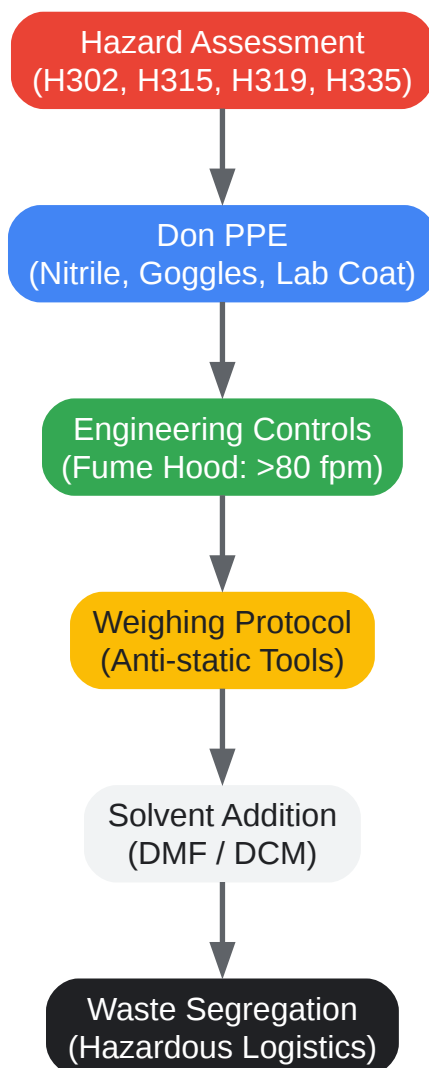 Hazard Assessment
(H302, H315, H319, H335)
Don PPE
(Nitrile, Goggles, Lab Coat)
Engineering Controls
(Fume Hood: >80 fpm)
Weighing Protocol
(Anti-static Tools)
Solvent Addition
(DMF / DCM)
Waste Segregation
(Hazardous Logistics)